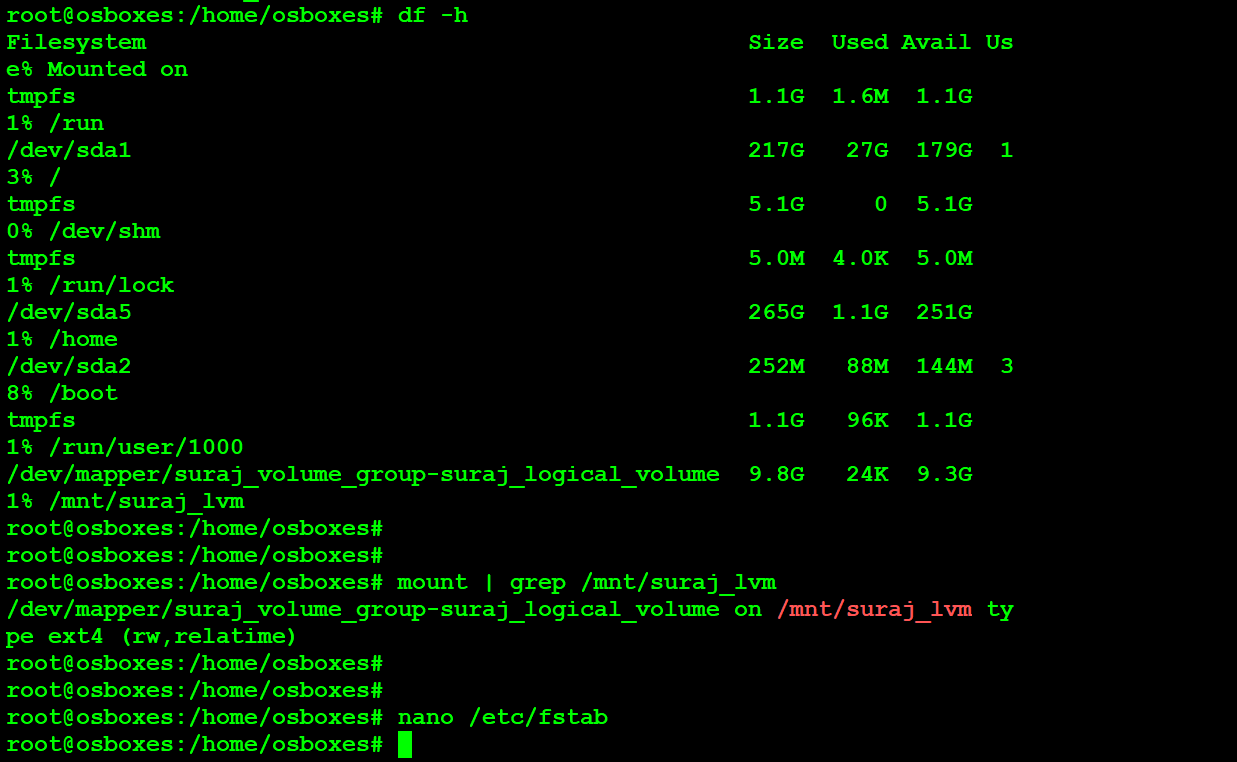 root@osboxes:/home/osboxes# df -h
Filesystem                                            Size  Used Avail Us
e% Mounted on
tmpfs                                                 1.1G  1.6M  1.1G
1% /run
/dev/sda1                                             217G   27G  179G  1
3% /
tmpfs                                                 5.1G     0  5.1G
0% /dev/shm
tmpfs                                                 5.0M  4.0K  5.0M
1% /run/lock
/dev/sda5                                             265G  1.1G  251G
1% /home
/dev/sda2                                             252M   88M  144M  3
8% /boot
tmpfs                                                 1.1G   96K  1.1G
1% /run/user/1000
/dev/mapper/suraj_volume_group-suraj_logical_volume  9.8G   24K  9.3G
1% /mnt/suraj_lvm
root@osboxes:/home/osboxes#
root@osboxes:/home/osboxes#
root@osboxes:/home/osboxes# mount | grep /mnt/suraj_lvm
/dev/mapper/suraj_volume_group-suraj_logical_volume on /mnt/suraj_lvm ty
pe ext4 (rw,relatime)
root@osboxes:/home/osboxes#
root@osboxes:/home/osboxes#
root@osboxes:/home/osboxes# nano /etc/fstab
root@osboxes:/home/osboxes#